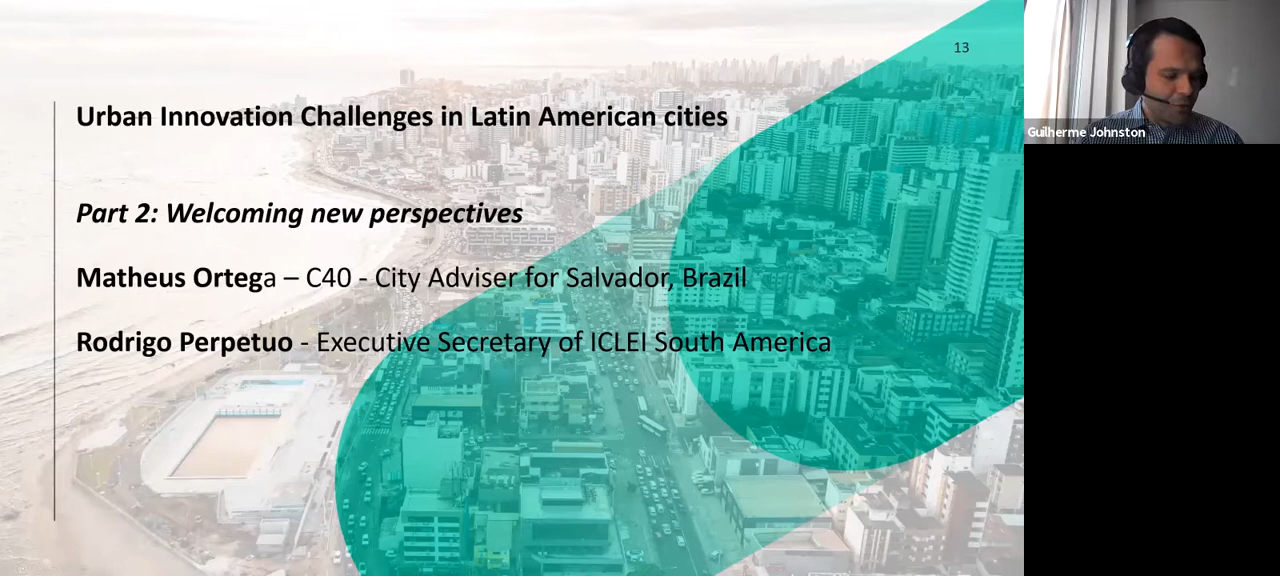 13
Urban Innovation Challenges in Latin American cities
Part 2: Welcoming new perspectives
Matheus Ortega – C40 - City Adviser for Salvador, Brazil
Rodrigo Perpetuo - Executive Secretary of ICLEI South America
Guilherme Johnston